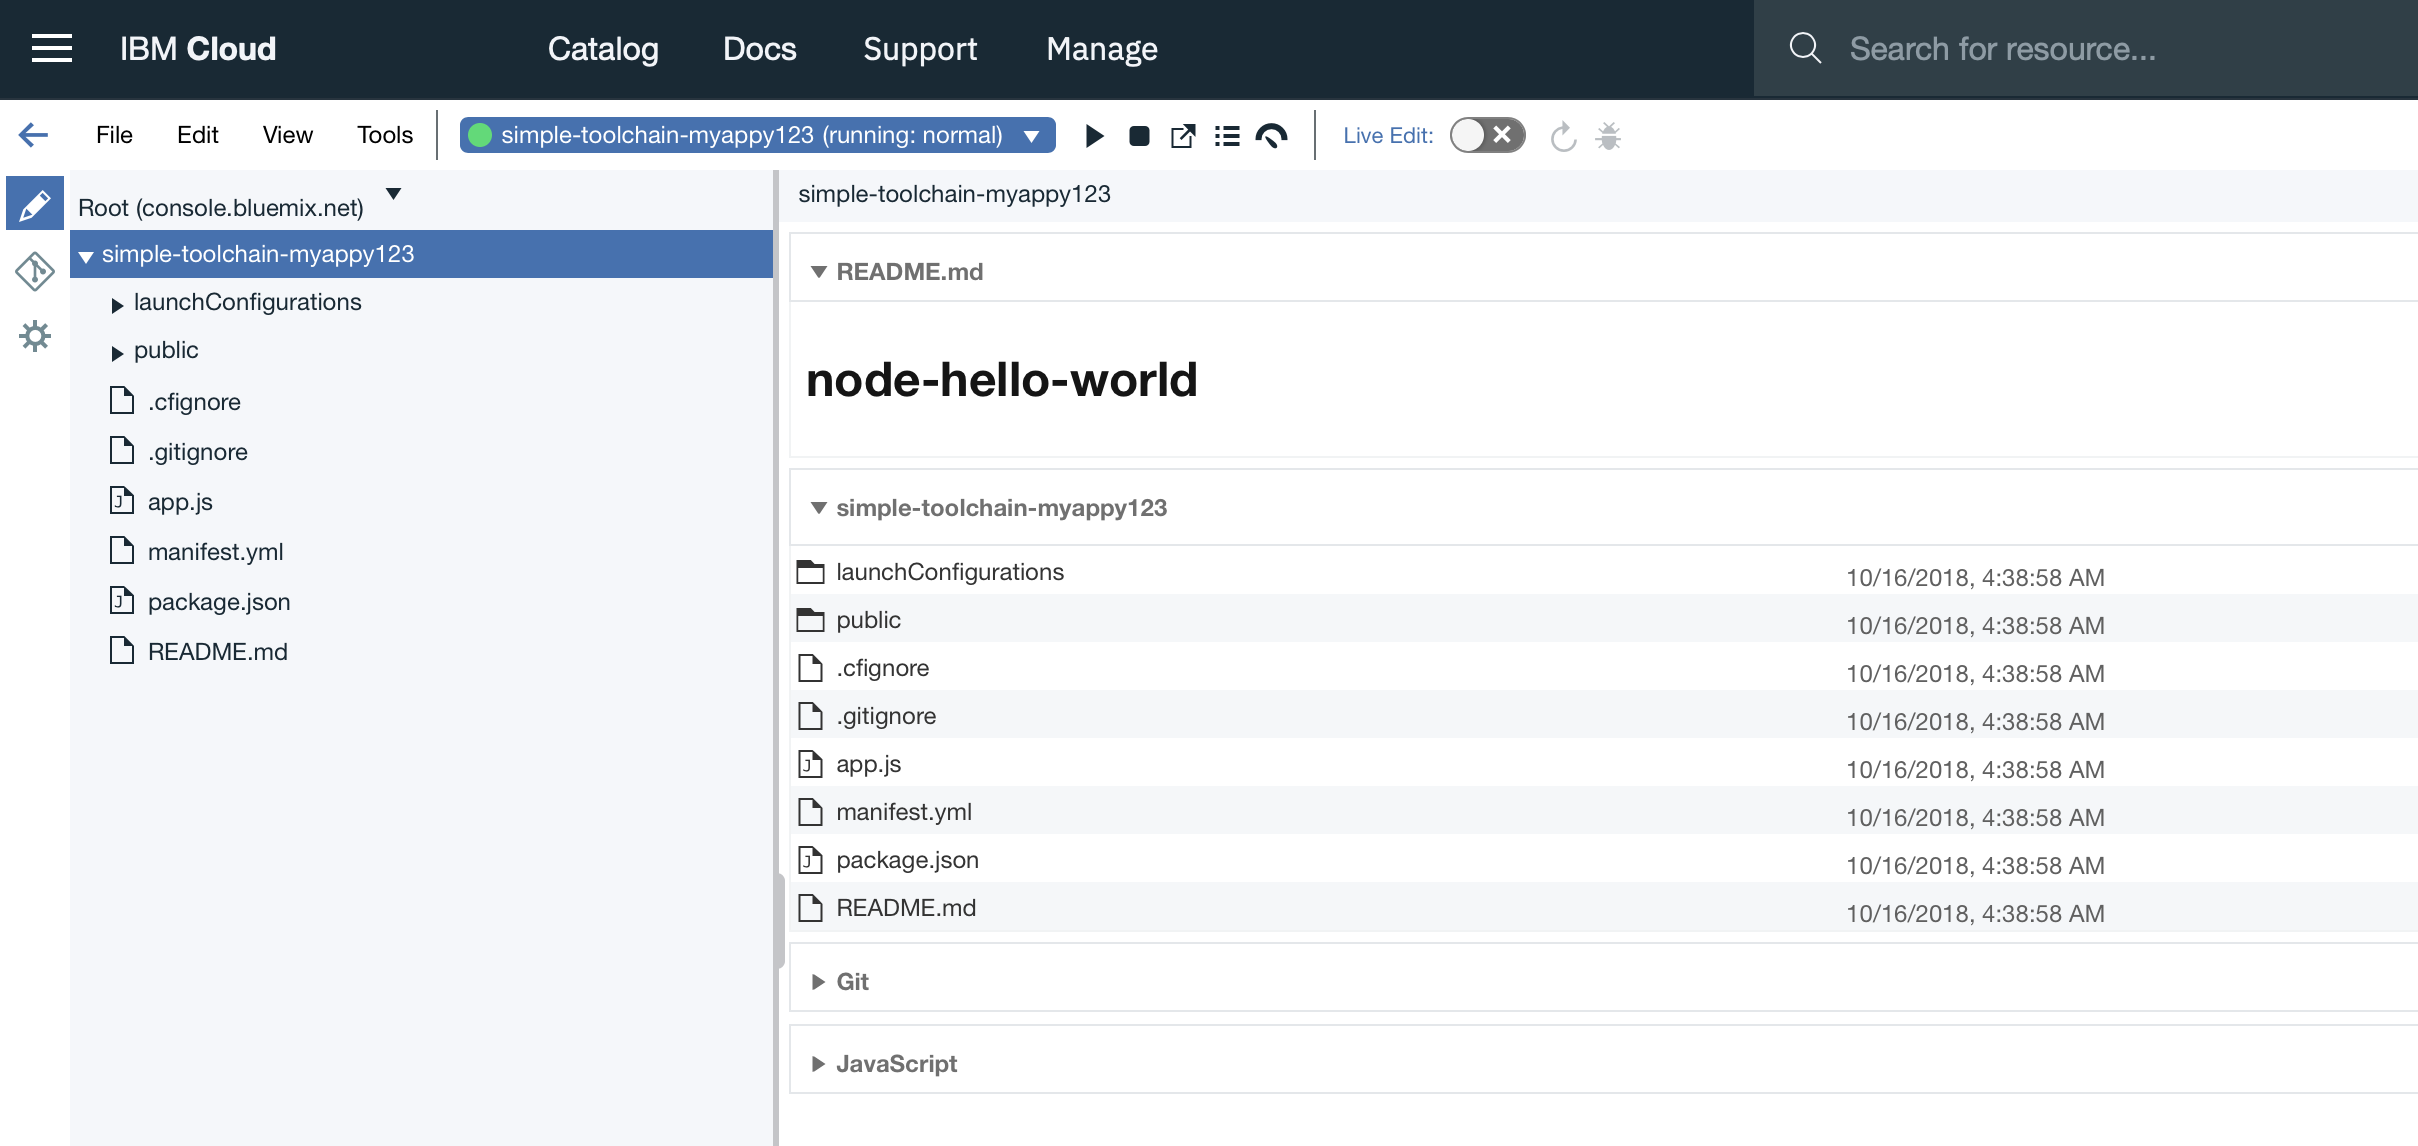 IBM Cloud
Catalog
Docs
Support
Manage
Search for resource...
File
Edit
View
Tools
simple-toolchain-myappy123 (running: normal)
Live Edit:
Root (console.bluemix.net)
simple-toolchain-myappy123
launchConfigurations
public
.cfignore
.gitignore
app.js
manifest.yml
package.json
README.md
simple-toolchain-myappy123
README.md
node-hello-world
simple-toolchain-myappy123
launchConfigurations 10/16/2018, 4:38:58 AM
public 10/16/2018, 4:38:58 AM
.cfignore 10/16/2018, 4:38:58 AM
.gitignore 10/16/2018, 4:38:58 AM
app.js 10/16/2018, 4:38:58 AM
manifest.yml 10/16/2018, 4:38:58 AM
package.json 10/16/2018, 4:38:58 AM
README.md 10/16/2018, 4:38:58 AM
Git
JavaScript